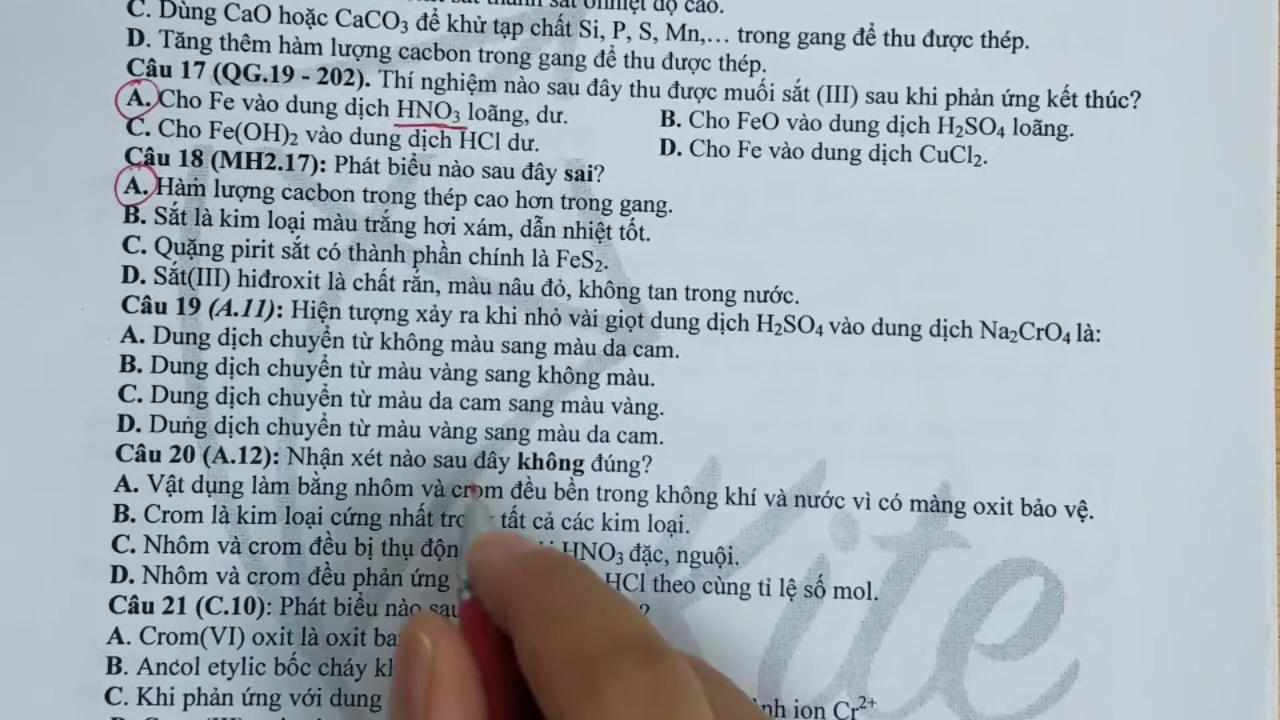 C. Dùng CaO hoặc CaCO₃ để khử tạp chất Si, P, S, Mn,… trong gang để thu được thép.
D. Tăng thêm hàm lượng cacbon trong gang để thu được thép.
Câu 17 (QG.19 - 202). Thí nghiệm nào sau đây thu được muối sắt (III) sau khi phản ứng kết thúc?
A. Cho Fe vào dung dịch HNO₃ loãng, dư. B. Cho FeO vào dung dịch H₂SO₄ loãng.
C. Cho Fe(OH)₂ vào dung dịch HCl dư. D. Cho Fe vào dung dịch CuCl₂.
Câu 18 (MH2.17): Phát biểu nào sau đây sai?
A. Hàm lượng cacbon trong thép cao hơn trong gang.
B. Sắt là kim loại màu trắng hơi xám, dẫn nhiệt tốt.
C. Quặng pirit sắt có thành phần chính là FeS₂.
D. Sắt(III) hiđroxit là chất rắn, màu nâu đỏ, không tan trong nước.
Câu 19 (A.11): Hiện tượng xảy ra khi nhỏ vài giọt dung dịch H₂SO₄ vào dung dịch Na₂CrO₄ là:
A. Dung dịch chuyển từ không màu sang màu da cam.
B. Dung dịch chuyển từ màu vàng sang không màu.
C. Dung dịch chuyển từ màu da cam sang màu vàng.
D. Dung dịch chuyển từ màu vàng sang màu da cam.
Câu 20 (A.12): Nhận xét nào sau đây không đúng?
A. Vật dụng làm bằng nhôm và crom đều bền trong không khí và nước vì có màng oxit bảo vệ.
B. Crom là kim loại cứng nhất tất cả các kim loại.
C. Nhôm và crom đều bị thụ HNO₃ đặc, nguội.
D. Nhôm và crom đều phản ứng HCl theo cùng tỉ lệ số mol.
Câu 21 (C.10): Phát biểu nào
A. Crom(VI) oxit là oxit
B. Ancol etylic bốc cháy
C. Khi phản ứng với dung ion Cr²⁺
Kite